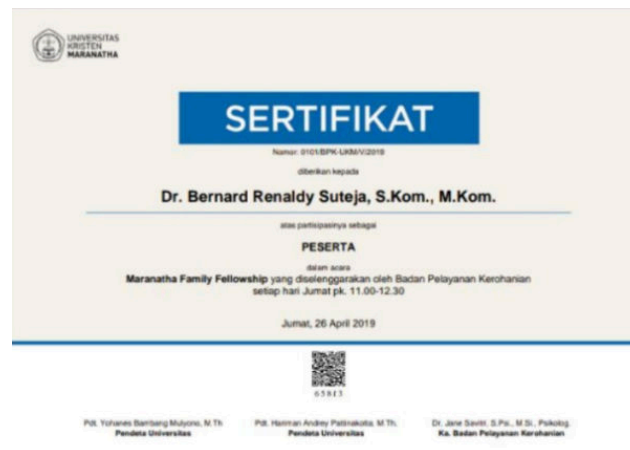 UNIVERSITAS
KRISTEN
MARANATHA
SERTIFIKAT
Nomor: 0101/BPK-UKM/V/2019
diberikan kepada
Dr. Bernard Renaldy Suteja, S.Kom., M.Kom.
atas partisipasinya sebagai
PESERTA
dalam acara
Maranatha Family Fellowship yang diselenggarakan oleh Badan Pelayanan Kerohanian
setiap hari Jumat pk. 11.00-12.30
Jumat, 26 April 2019
65813
Pdt. Yohanes Bambang Mulyono, M.Th
Pendeta Universitas
Pdt. Hariman Andrey Pattinakotta, M.Th.
Pendeta Universitas
Dr. Jane Savitri, S.Psi., M.Si., Psikolog.
Ka. Badan Pelayanan Kerohanian